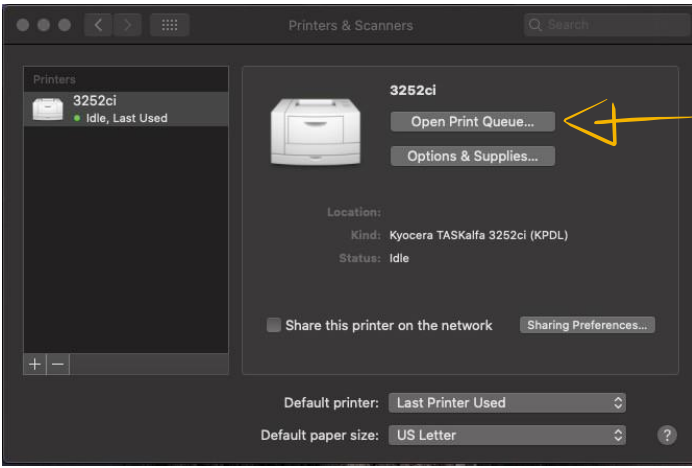 Printers & Scanners
Search
Printers
3252ci
Idle, Last Used
3252ci
Open Print Queue...
Options & Supplies...
Location:
Kind: Kyocera TASKalfa 3252ci (KPDL)
Status: Idle
Share this printer on the network
Sharing Preferences...
Default printer: Last Printer Used
Default paper size: US Letter
?